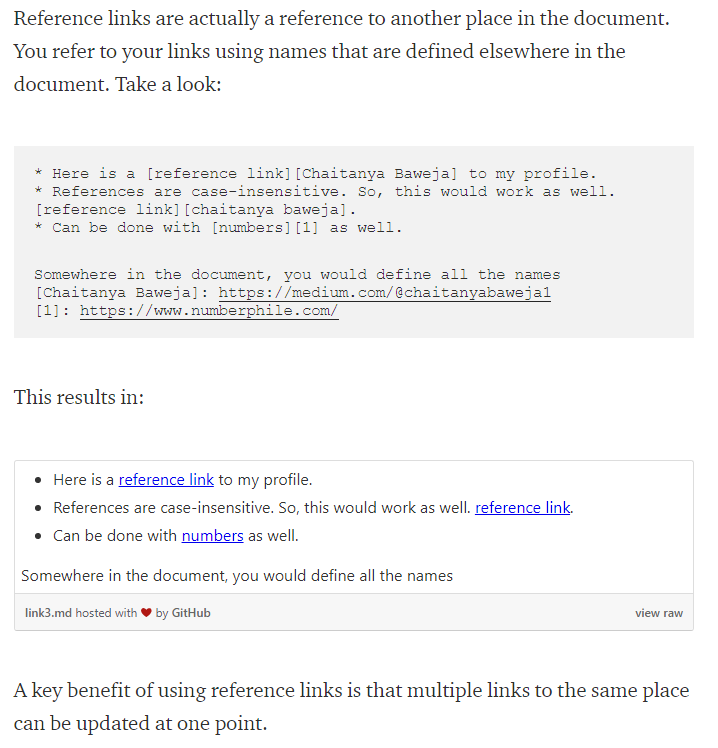 Reference links are actually a reference to another place in the document.
You refer to your links using names that are defined elsewhere in the
document. Take a look:
* Here is a [reference link][Chaitanya Baweja] to my profile.
* References are case-insensitive. So, this would work as well.
[reference link][chaitanya baweja].
* Can be done with [numbers][1] as well.
Somewhere in the document, you would define all the names
[Chaitanya Baweja]: https://medium.com/@chaitanyabaweja1
[1]: https://www.numberphile.com/
This results in:
• Here is a reference link to my profile.
• References are case-insensitive. So, this would work as well. reference link.
• Can be done with numbers as well.
Somewhere in the document, you would define all the names
link3.md hosted with ❤ by GitHub view raw
A key benefit of using reference links is that multiple links to the same place
can be updated at one point.